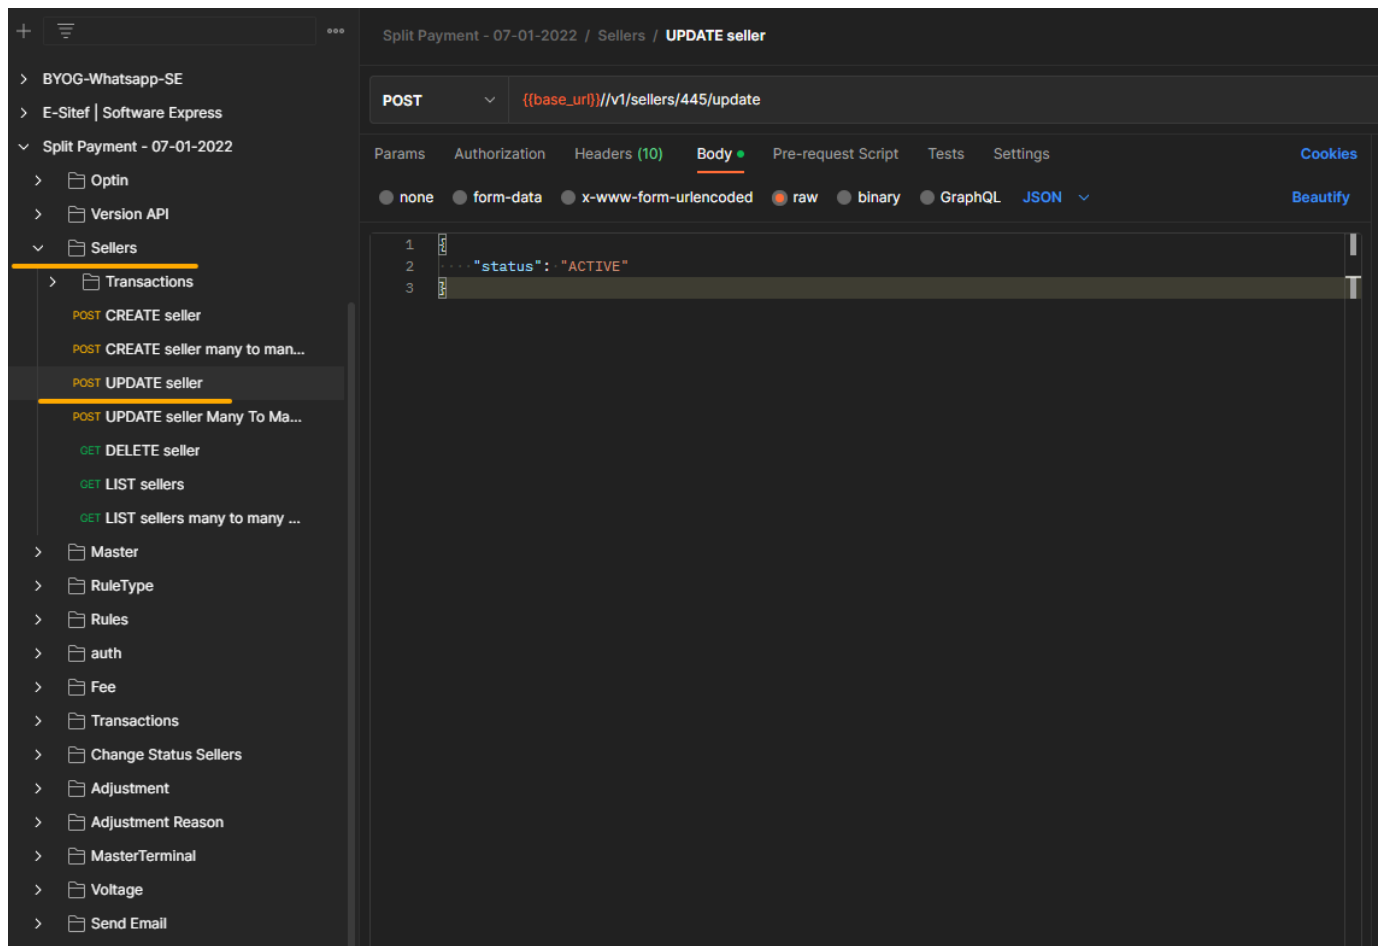 Split Payment - 07-01-2022 / Sellers / UPDATE seller
BYOG-Whatsapp-SE
E-Sitef | Software Express
Split Payment - 07-01-2022
Optin
Version API
Sellers
Transactions
POST CREATE seller
POST CREATE seller many to man...
POST UPDATE seller
POST UPDATE seller Many To Ma...
GET DELETE seller
GET LIST sellers
GET LIST sellers many to many ...
Master
RuleType
Rules
auth
Fee
Transactions
Change Status Sellers
Adjustment
Adjustment Reason
MasterTerminal
Voltage
Send Email
POST {{base_url}}//v1/sellers/445/update
Params Authorization Headers (10) Body Pre-request Script Tests Settings Cookies
none form-data x-www-form-urlencoded raw binary GraphQL JSON Beautify
1 {
2 "status": "ACTIVE"
3 }